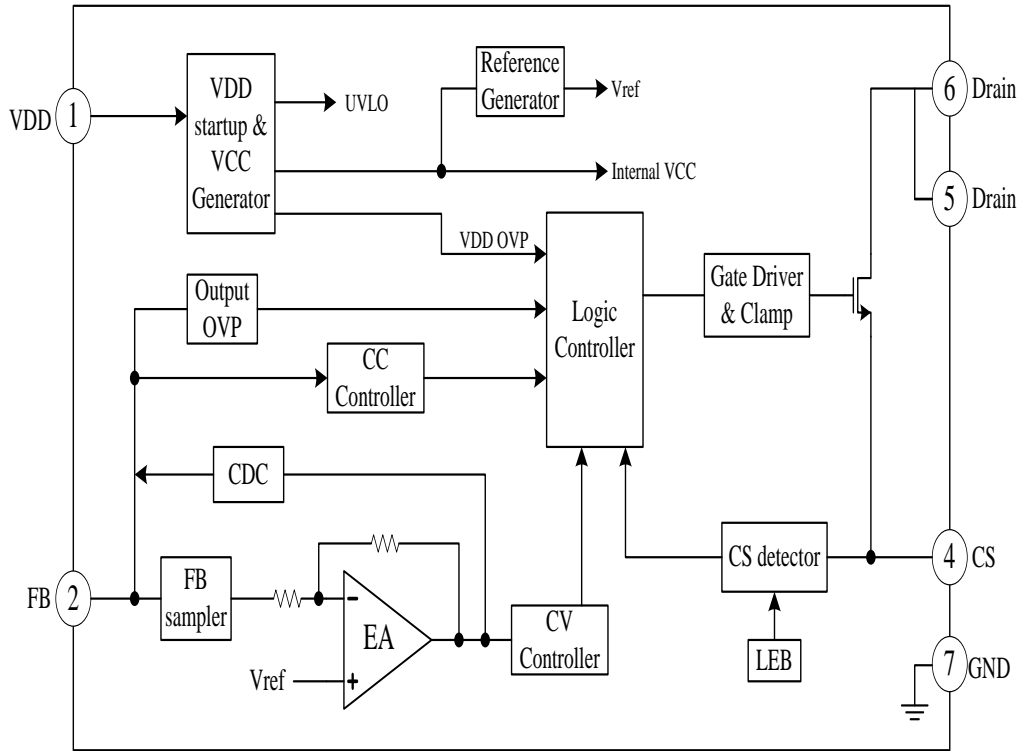 VDD
1
VDD
startup &
VCC
Generator
UVLO
Reference
Generator
Vref
Internal VCC
VDD OVP
6
Drain
5
Drain
Output
OVP
CC
Controller
Logic
Controller
Gate Driver
& Clamp
CDC
FB
2
FB
sampler
EA
Vref
CV
Controller
CS detector
LEB
4
CS
7
GND